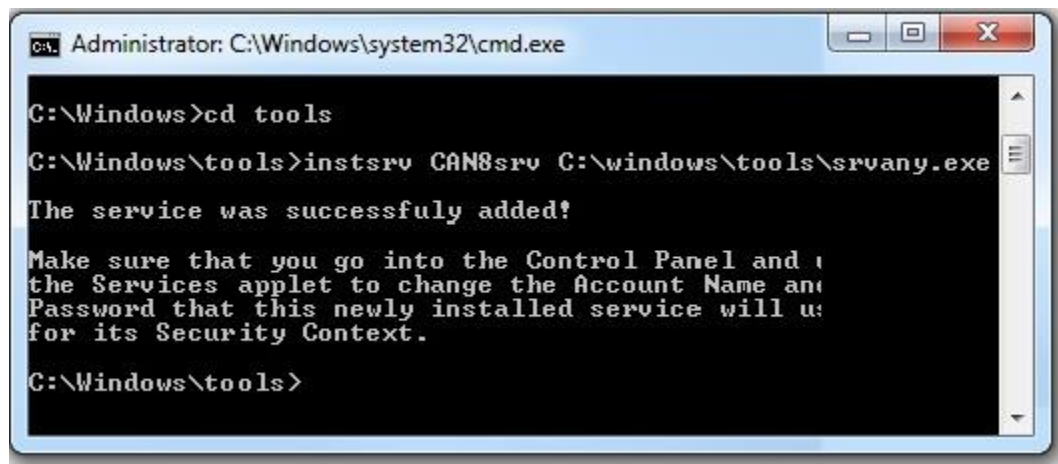 Administrator: C:\Windows\system32\cmd.exe
C:\Windows>cd tools
C:\Windows\tools>instsrv CAN8srv C:\windows\tools\srvany.exe
The service was successfuly added!
Make sure that you go into the Control Panel and
the Services applet to change the Account Name
Password that this newly installed service will
for its Security Context.
C:\Windows\tools>